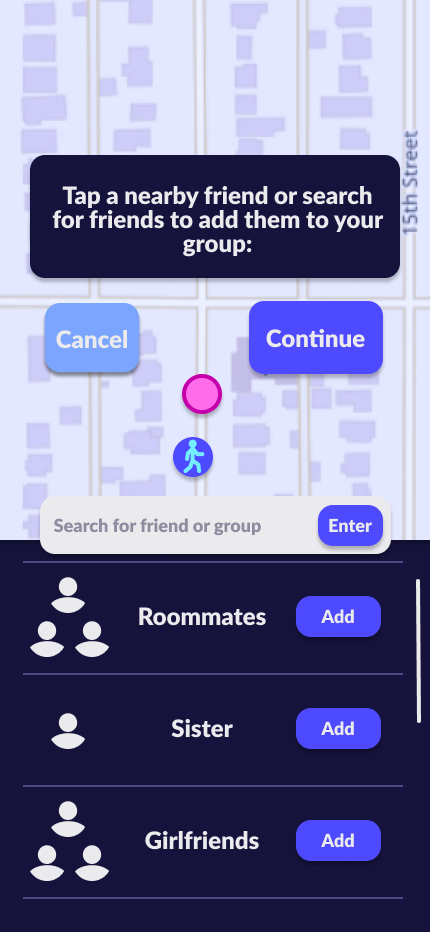 15th Street
Tap a nearby friend or search
for friends to add them to your
group:
Cancel
Continue
Search for friend or group
Enter
Roommates
Add
Sister
Add
Girlfriends
Add